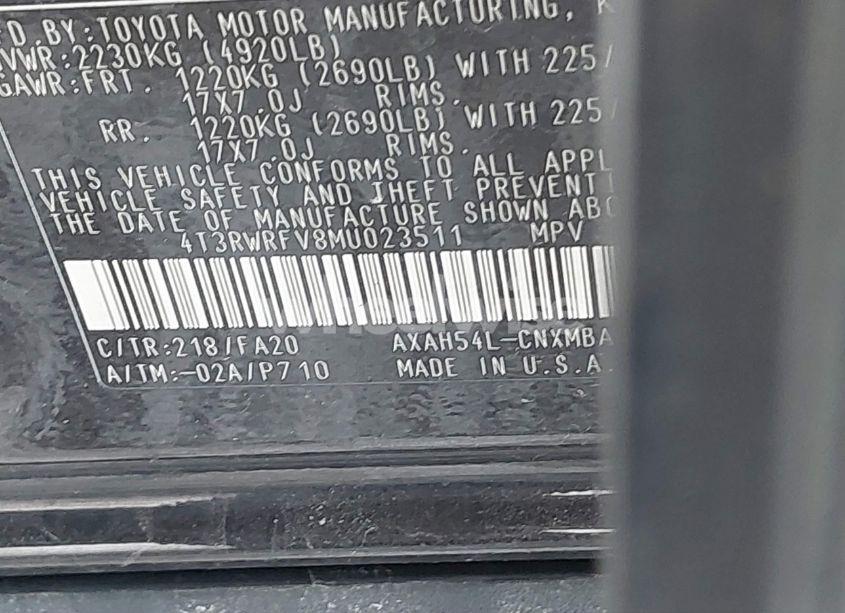 D. BY:TOYOTA MOTOR MANUFACTURING,
VWR:2230KG (4920LB)
GAWR:FRT. 1220KG (2690LB) WITH 225/
17X7.0J RIMS.
RR. 1220KG (2690LB) WITH 225/
17X7.0J RIMS.
THIS VEHICLE CONFORMS TO ALL APPL
VEHICLE SAFETY AND THEFT PREVENTI
THE DATE OF MANUFACTURE SHOWN ABO
4T3RWRFV8MU023511 MPV
C/TR:218/FA20 AXAH54L-CNXMBA
A/TM:-02A/P710 MADE IN U.S.A.